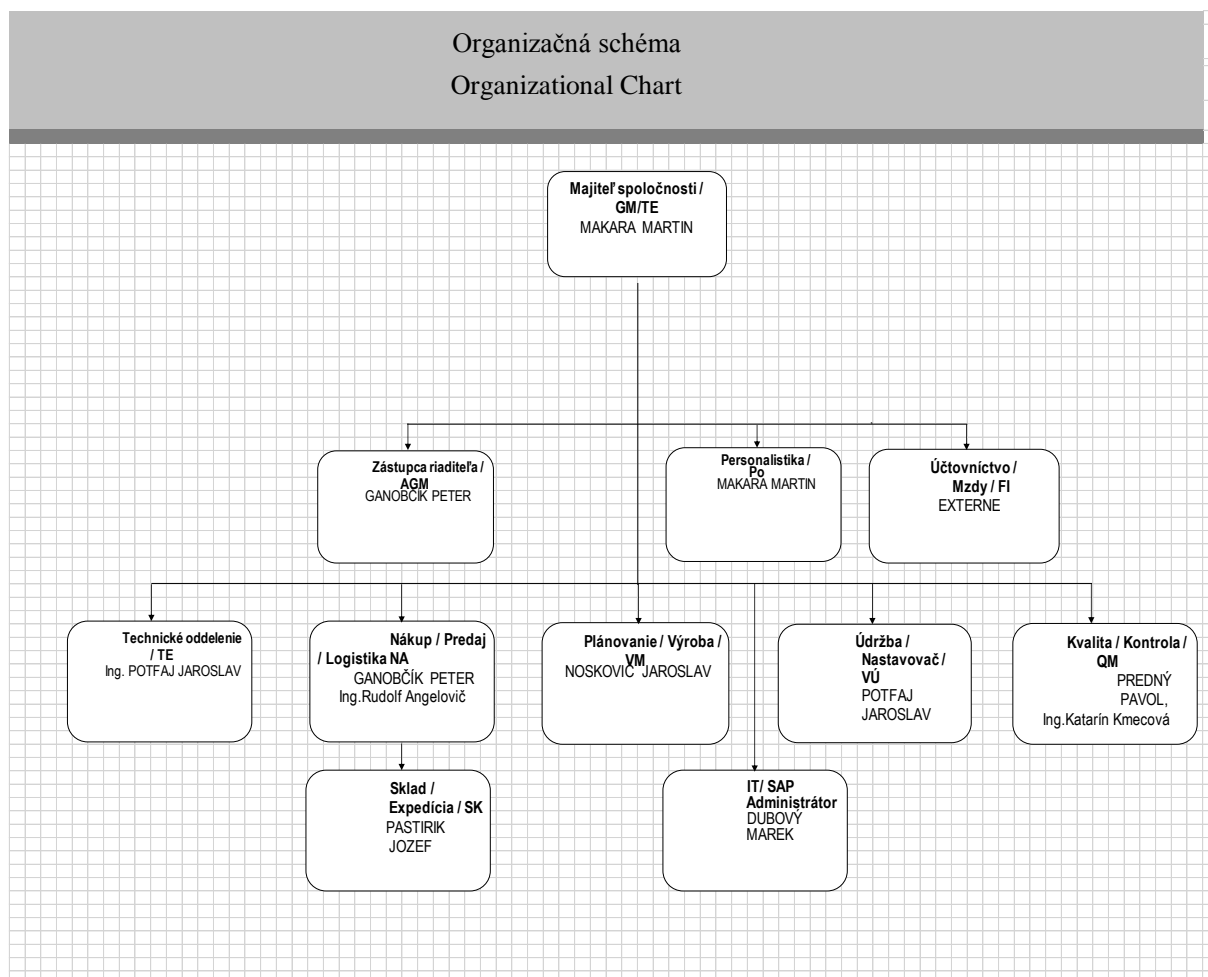 Organizačná schéma
Organizational Chart
Majiteľ spoločnosti /
GM/TE
MAKARA MARTIN
Zástupca riaditeľa /
AGM
GANOBČÍK PETER
Personalistika /
Po
MAKARA MARTIN
Účtovníctvo /
Mzdy / FI
EXTERNE
Technické oddelenie
/ TE
Ing. POTFAJ JAROSLAV
Nákup / Predaj
/ Logistika NA
GANOBČÍK PETER
Ing.Rudolf Angelovič
Plánovanie / Výroba /
VM
NOSKOVIČ JAROSLAV
Údržba /
Nastavovač /
VÚ
POTFAJ
JAROSLAV
Kvalita / Kontrola /
QM
PREDNÝ
PAVOL,
Ing.Katarín Kmecová
Sklad /
Expedícia / SK
PASTIRIK
JOZEF
IT/ SAP
Administrátor
DUBOVÝ
MAREK